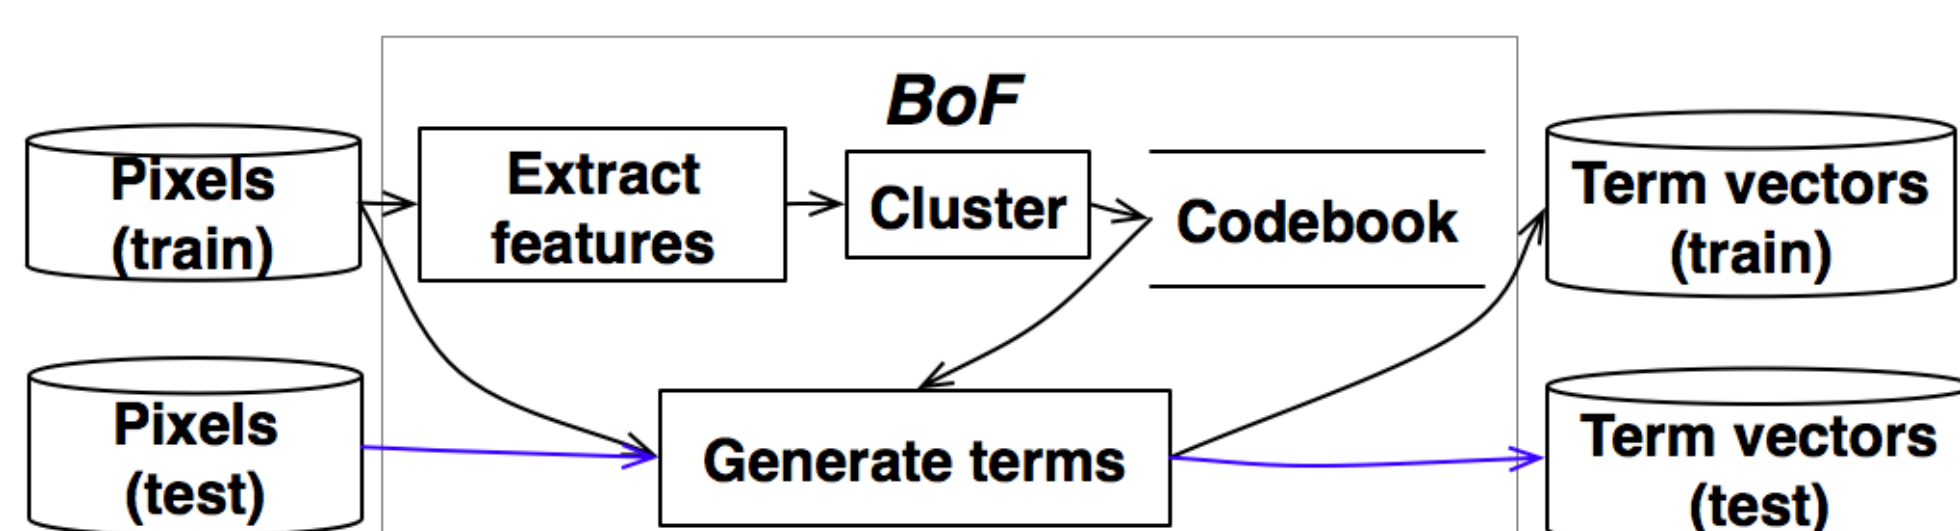 BoF
Pixels
(train)
Extract
features
Cluster
Codebook
Term vectors
(train)
Pixels
(test)
Generate terms
Term vectors
(test)